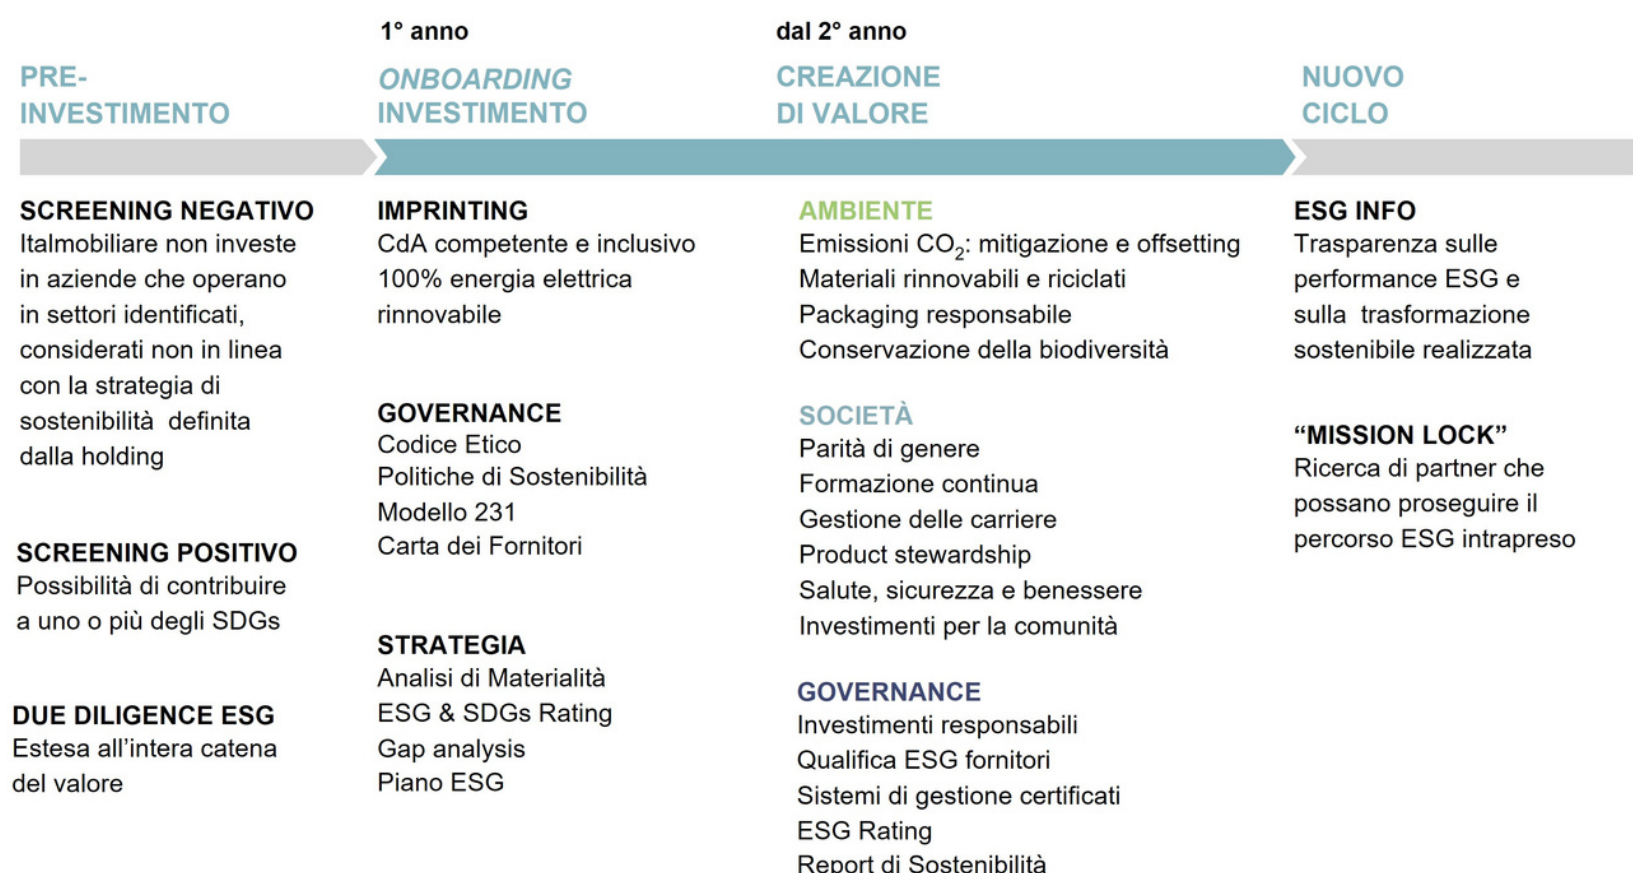 1° anno
dal 2° anno
PRE-
INVESTIMENTO
ONBOARDING
INVESTIMENTO
CREAZIONE
DI VALORE
NUOVO
CICLO
SCREENING NEGATIVO
Italmobiliare non investe
in aziende che operano
in settori identificati,
considerati non in linea
con la strategia di
sostenibilità definita
dalla holding
SCREENING POSITIVO
Possibilità di contribuire
a uno o più degli SDGs
DUE DILIGENCE ESG
Estesa all'intera catena
del valore
IMPRINTING
CdA competente e inclusivo
100% energia elettrica
rinnovabile
GOVERNANCE
Codice Etico
Politiche di Sostenibilità
Modello 231
Carta dei Fornitori
STRATEGIA
Analisi di Materialità
ESG & SDGs Rating
Gap analysis
Piano ESG
AMBIENTE
Emissioni CO₂: mitigazione e offsetting
Materiali rinnovabili e riciclati
Packaging responsabile
Conservazione della biodiversità
SOCIETÀ
Parità di genere
Formazione continua
Gestione delle carriere
Product stewardship
Salute, sicurezza e benessere
Investimenti per la comunità
GOVERNANCE
Investimenti responsabili
Qualifica ESG fornitori
Sistemi di gestione certificati
ESG Rating
Report di Sostenibilità
ESG INFO
Trasparenza sulle
performance ESG e
sulla trasformazione
sostenibile realizzata
“MISSION LOCK”
Ricerca di partner che
possano proseguire il
percorso ESG intrapreso